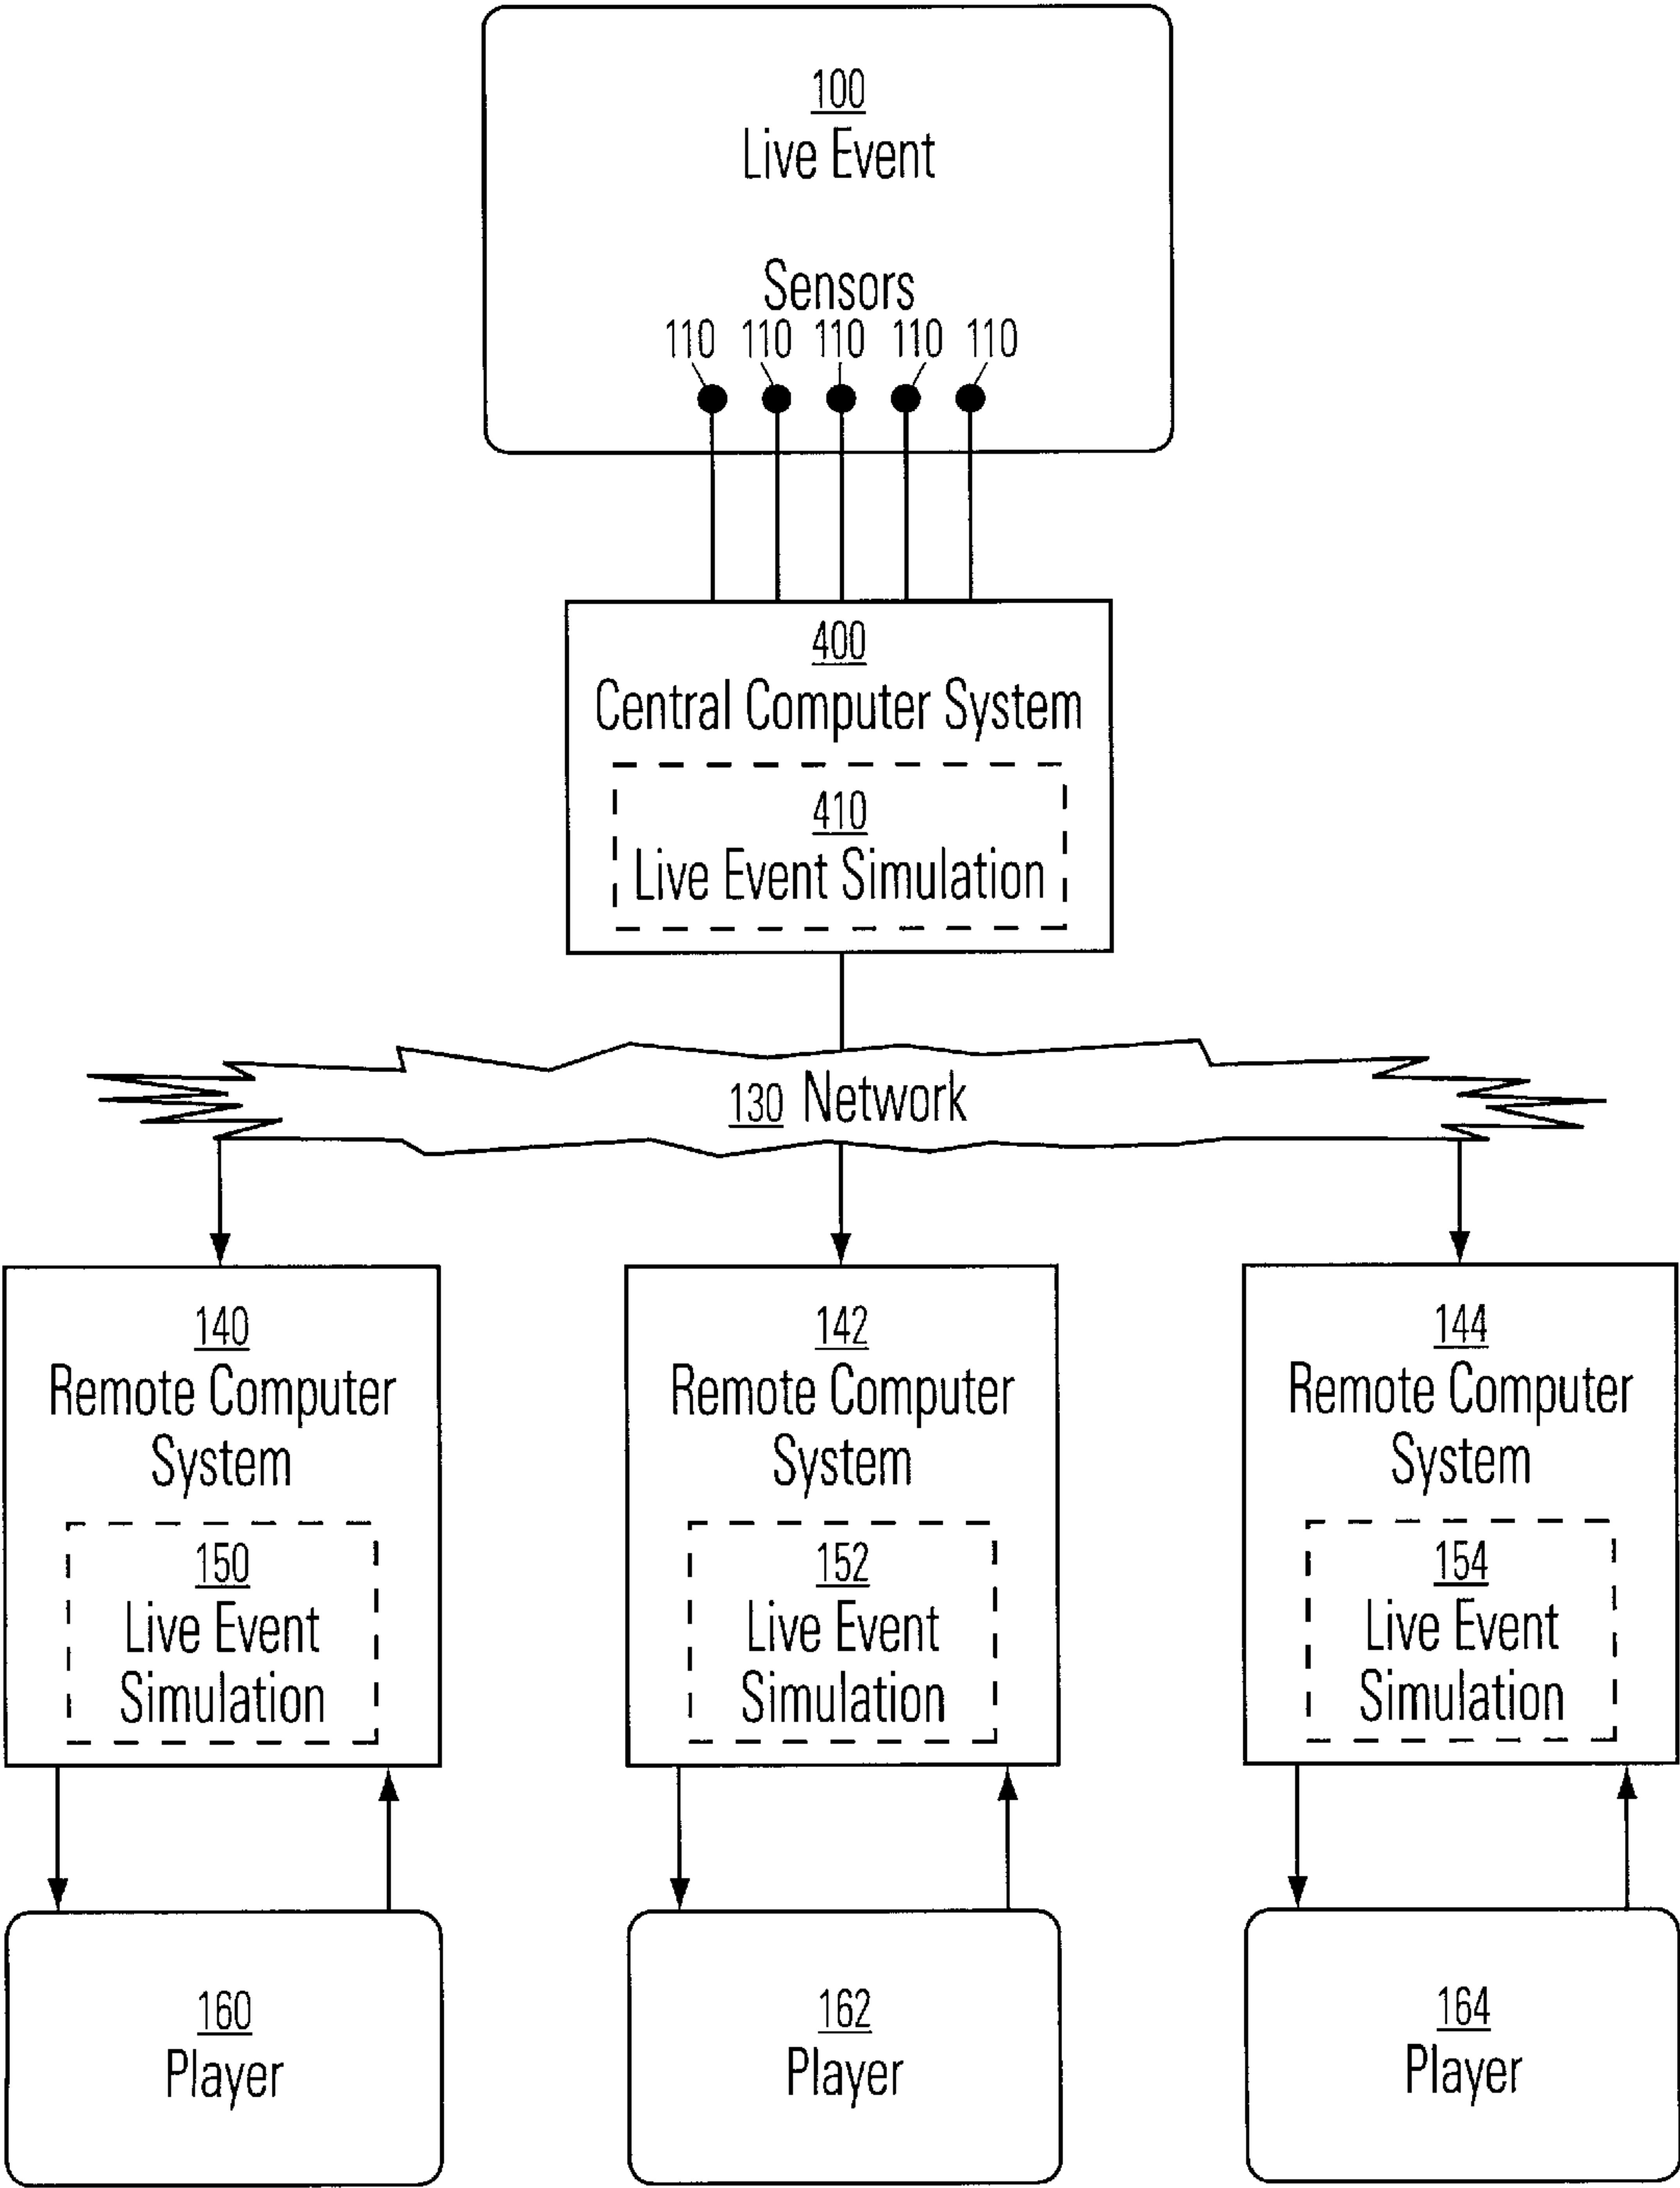 100
Live Event
Sensors
110 110 110 110 110
400
Central Computer System
410
Live Event Simulation
130 Network
140
Remote Computer
System
150
Live Event
Simulation
142
Remote Computer
System
152
Live Event
Simulation
144
Remote Computer
System
154
Live Event
Simulation
160
Player
162
Player
164
Player